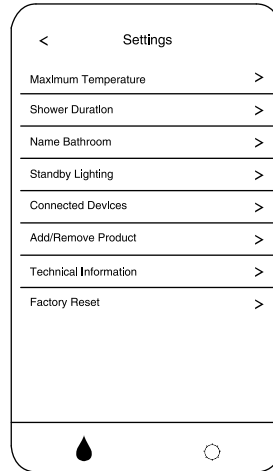 < Settings
Maximum Temperature >
Shower Duration >
Name Bathroom >
Standby Lighting >
Connected Devices >
Add/Remove Product >
Technical Information >
Factory Reset >